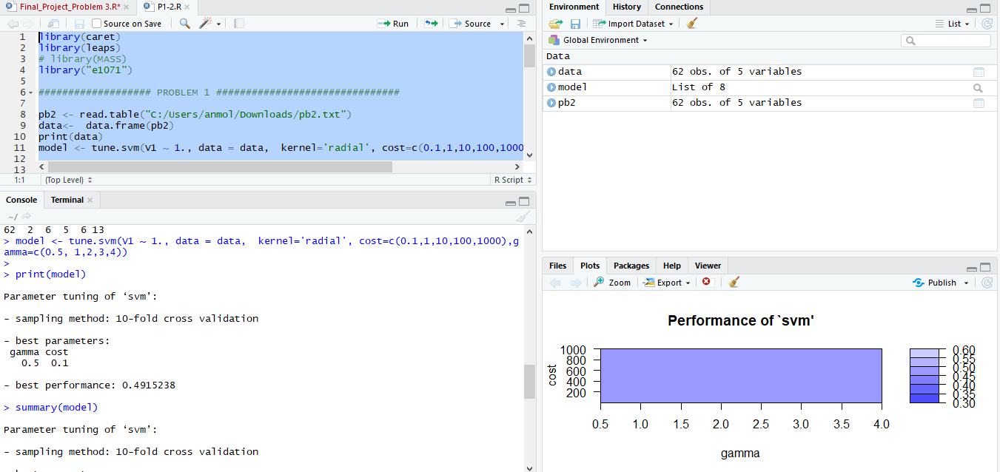 Final_Project_Problem 3.R* × P1-2.R ×
Source on Save Run Source
1 library(caret)
2 library(leaps)
3 # library(MASS)
4 library("e1071")
5
6 ################### PROBLEM 1 ###############################
7
8 pb2 <- read.table("C:/Users/anmol/Downloads/pb2.txt")
9 data<-  data.frame(pb2)
10 print(data)
11 model <- tune.svm(V1 ~ 1., data = data,  kernel='radial', cost=c(0.1,1,10,100,1000
12
13
1:1 (Top Level) R Script
Console Terminal ×
~/
62  2  6  5  6 13
> model <- tune.svm(V1 ~ 1., data = data,  kernel='radial', cost=c(0.1,1,10,100,1000),g
amma=c(0.5, 1,2,3,4))
>
> print(model)
Parameter tuning of ‘svm’:
- sampling method: 10-fold cross validation
- best parameters:
 gamma cost
   0.5  0.1
- best performance: 0.4915238
> summary(model)
Parameter tuning of ‘svm’:
- sampling method: 10-fold cross validation
Environment History Connections
Import Dataset List
Global Environment
Data
data 62 obs. of 5 variables
model List of 8
pb2 62 obs. of 5 variables
Files Plots Packages Help Viewer
Zoom Export Publish
Performance of `svm'
cost
1000
800
600
400
200
0.5 1.0 1.5 2.0 2.5 3.0 3.5 4.0
gamma
0.60
0.55
0.50
0.45
0.40
0.35
0.30